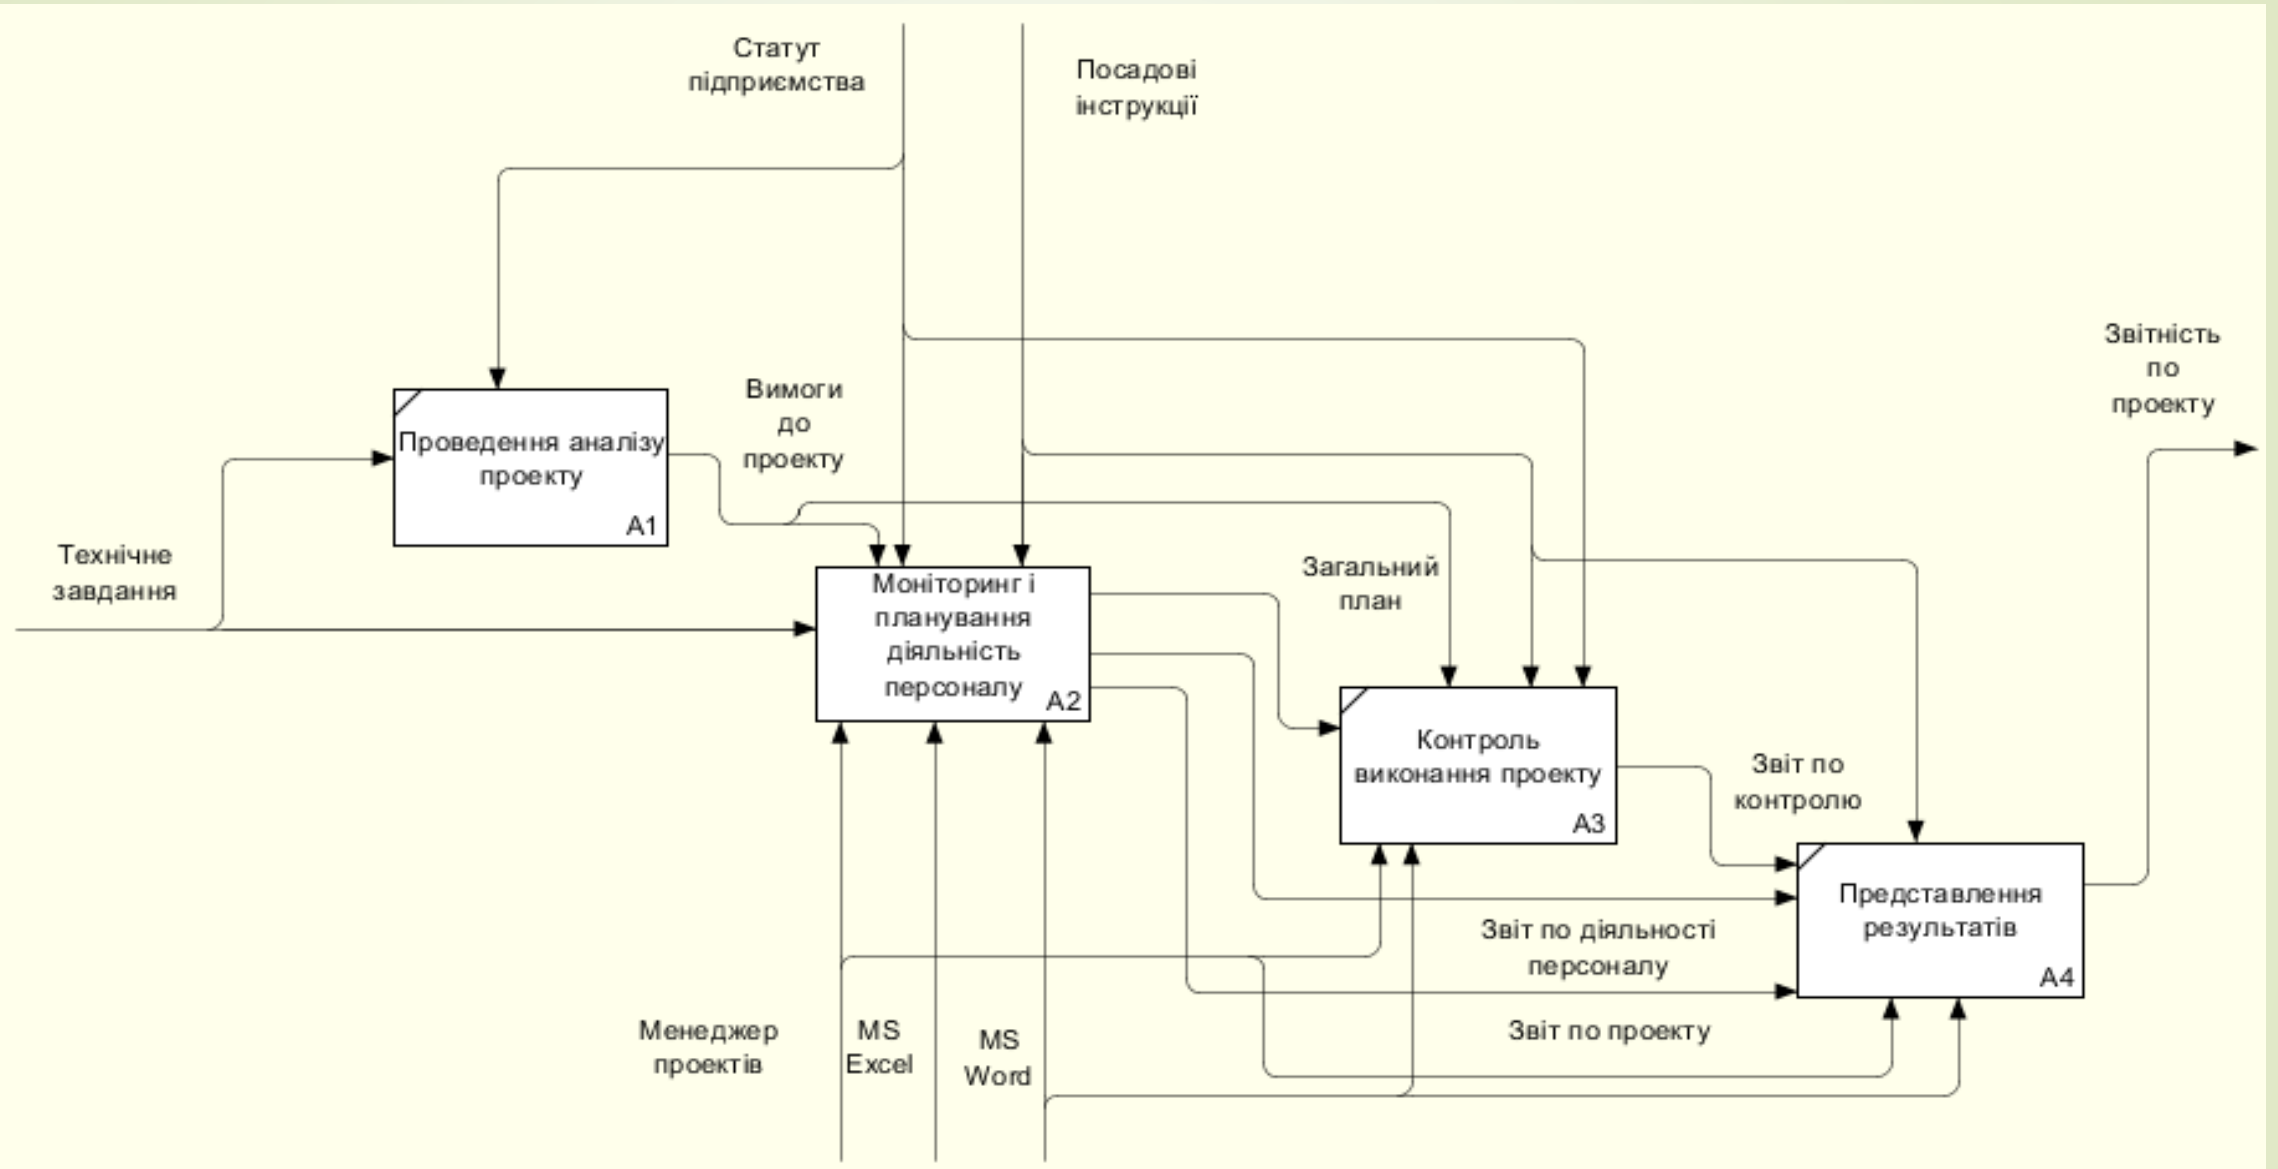 Статут
підприємства
Посадові
інструкції
Звітність
по
проекту
Вимоги
до
проекту
Проведення аналізу
проекту
A1
Технічне
завдання
Загальний
план
Моніторинг і
планування
діяльність
персоналу
A2
Контроль
виконання проекту
A3
Звіт по
контролю
Представлення
результатів
A4
Звіт по діяльності
персоналу
Звіт по проекту
Менеджер
проектів
MS
Excel
MS
Word